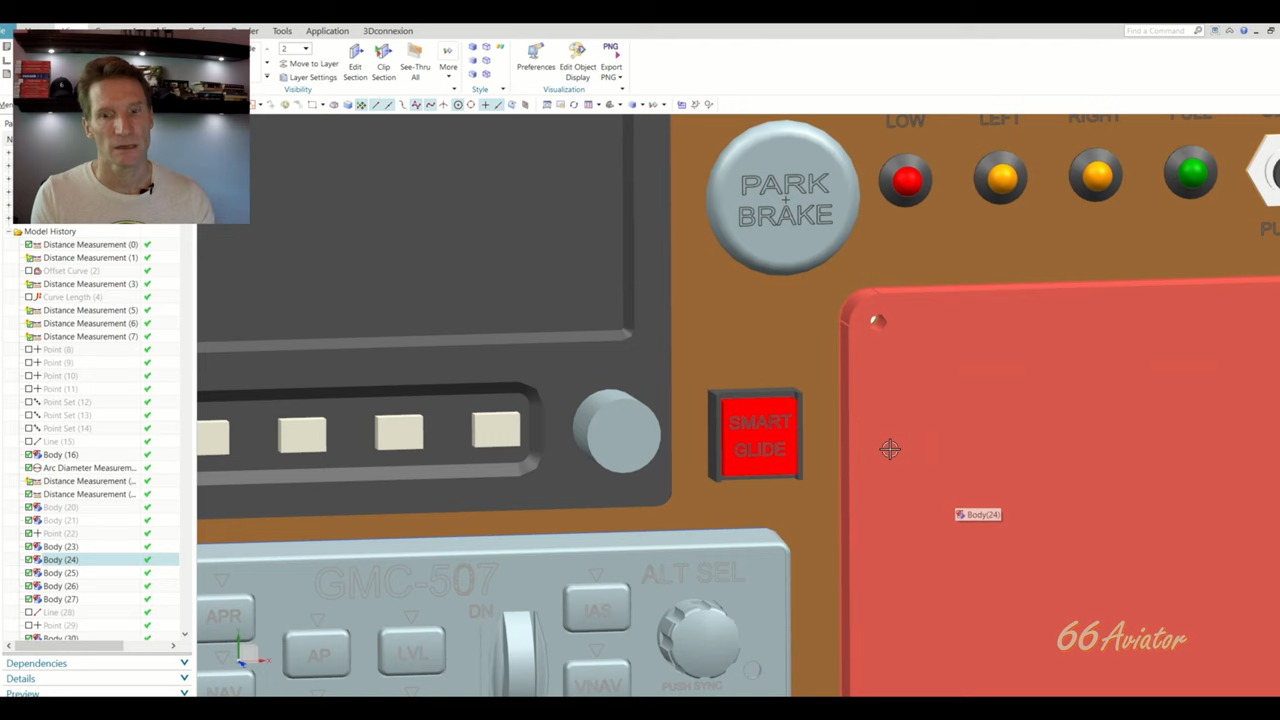 Tools
Application
3Dconnexion
Find a Command
2
Move to Layer
Layer Settings
Edit
Section
Clip
Section
See-Thru
All
More
Preferences
Edit Object
Display
Export
PNG
Visibility
Style
Visualization
Model History
Distance Measurement (0)
Distance Measurement (1)
Offset Curve (2)
Distance Measurement (3)
Curve Length (4)
Distance Measurement (5)
Distance Measurement (6)
Distance Measurement (7)
Point (8)
Point (9)
Point (10)
Point (11)
Point Set (12)
Point Set (13)
Point Set (14)
Line (15)
Body (16)
Arc Diameter Measurem...
Distance Measurement (...
Distance Measurement (...
Body (20)
Body (21)
Point (22)
Body (23)
Body (24)
Body (25)
Body (26)
Body (27)
Line (28)
Point (29)
Body (30)
Dependencies
Details
Preview
LOW
LEFT
RIGHT
FULL
PARK
BRAKE
SMART
GLIDE
Body(24)
GMC-507
ALT SEL
DN
APR
IAS
AP
LVL
NAV
VNAV
PUSH SYNC
66Aviator